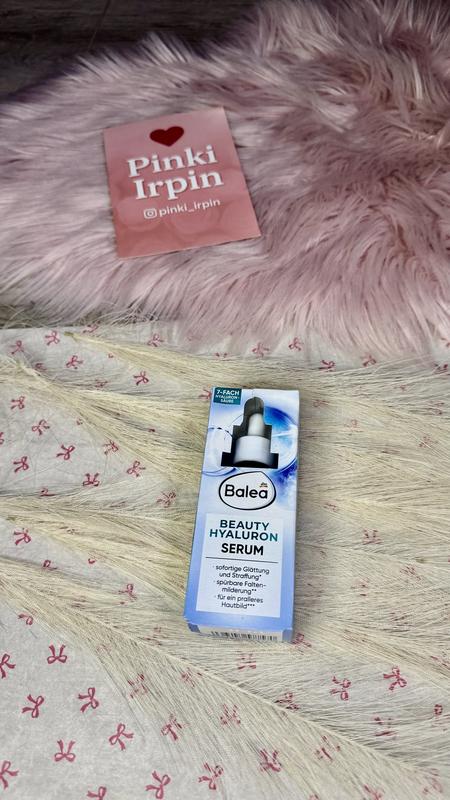 Pinki
Irpin
pinki_irpin
7-FACH
HYALURON
SÄURE
Balea
BEAUTY
HYALURON
SERUM
· sofortige Glättung
und Straffung*
· spürbare Falten-
milderung**
· für ein pralleres
Hautbild***